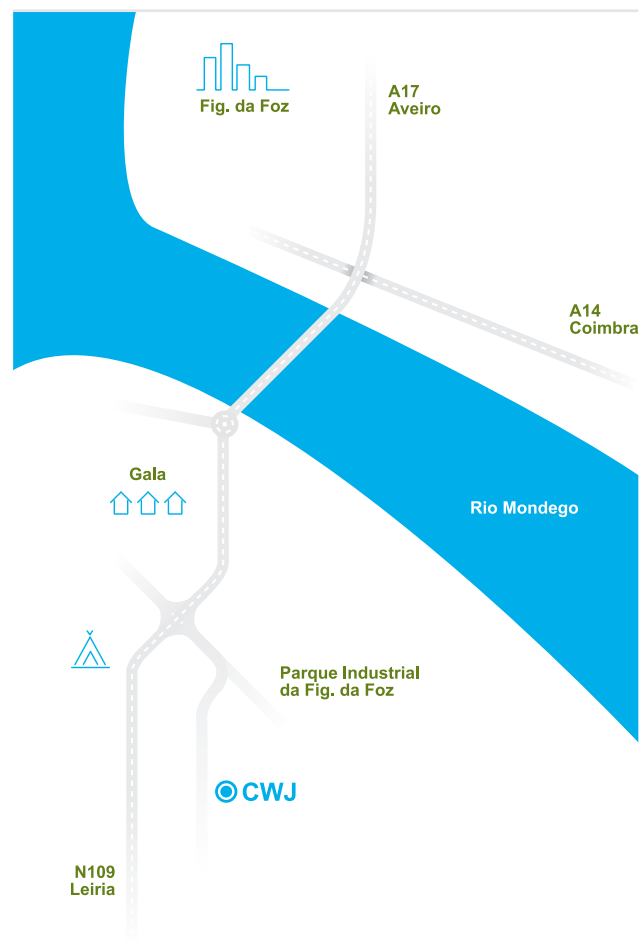 Fig. da Foz
A17
Aveiro
A14
Coimbra
Gala
Rio Mondego
Parque Industrial
da Fig. da Foz
CWJ
N109
Leiria